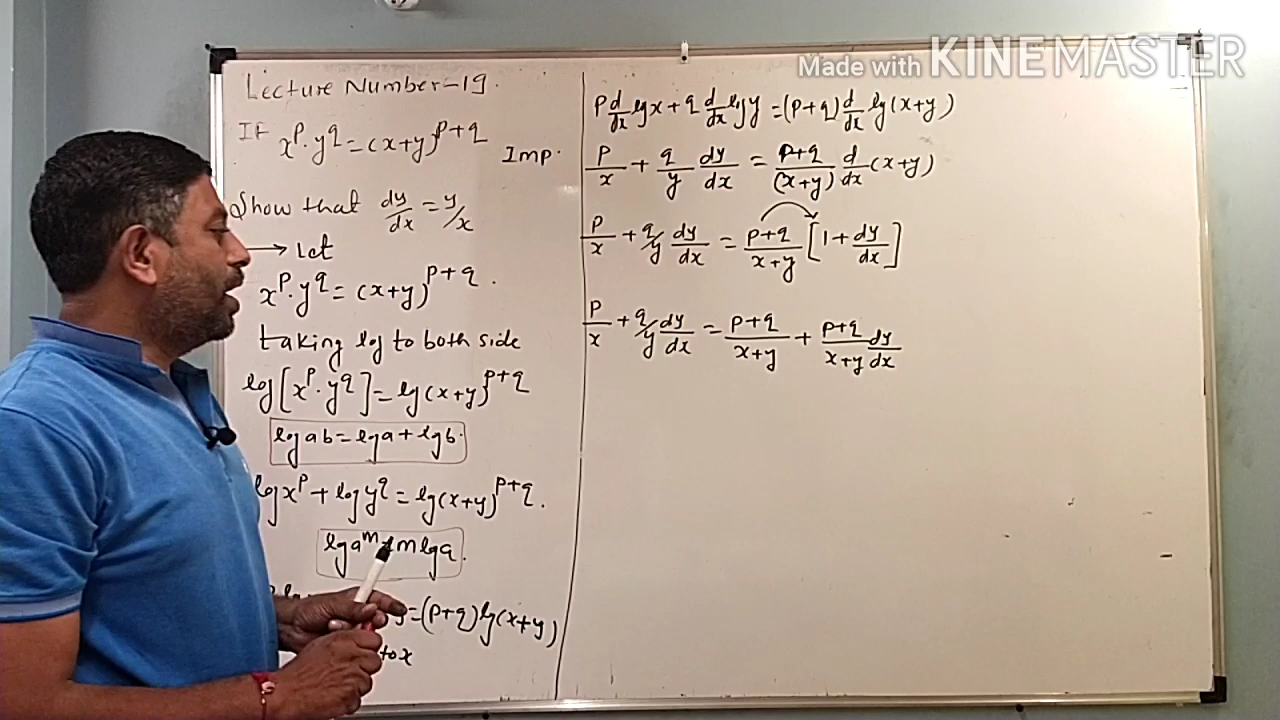 Made with KINEMASTER
Lecture Number-19.
If x^p.y^q=(x+y)^p+q
Imp.
Show that dy/dx = y/x
→ Let
x^p.y^q=(x+y)^p+q.
taking log to both side
log[x^p.y^q]=log(x+y)^p+q
log ab=log a+log b.
log x^p+log y^q=log(x+y)^p+q.
log a^m=m log a.
=(p+q)log(x+y)
to x
p d/dx log x+q d/dx log y=(p+q) d/dx log(x+y)
p/x + q/y dy/dx = p+q/(x+y) d/dx (x+y)
p/x + q/y dy/dx = p+q/x+y [1+dy/dx]
p/x + q/y dy/dx = p+q/x+y + p+q/x+y dy/dx